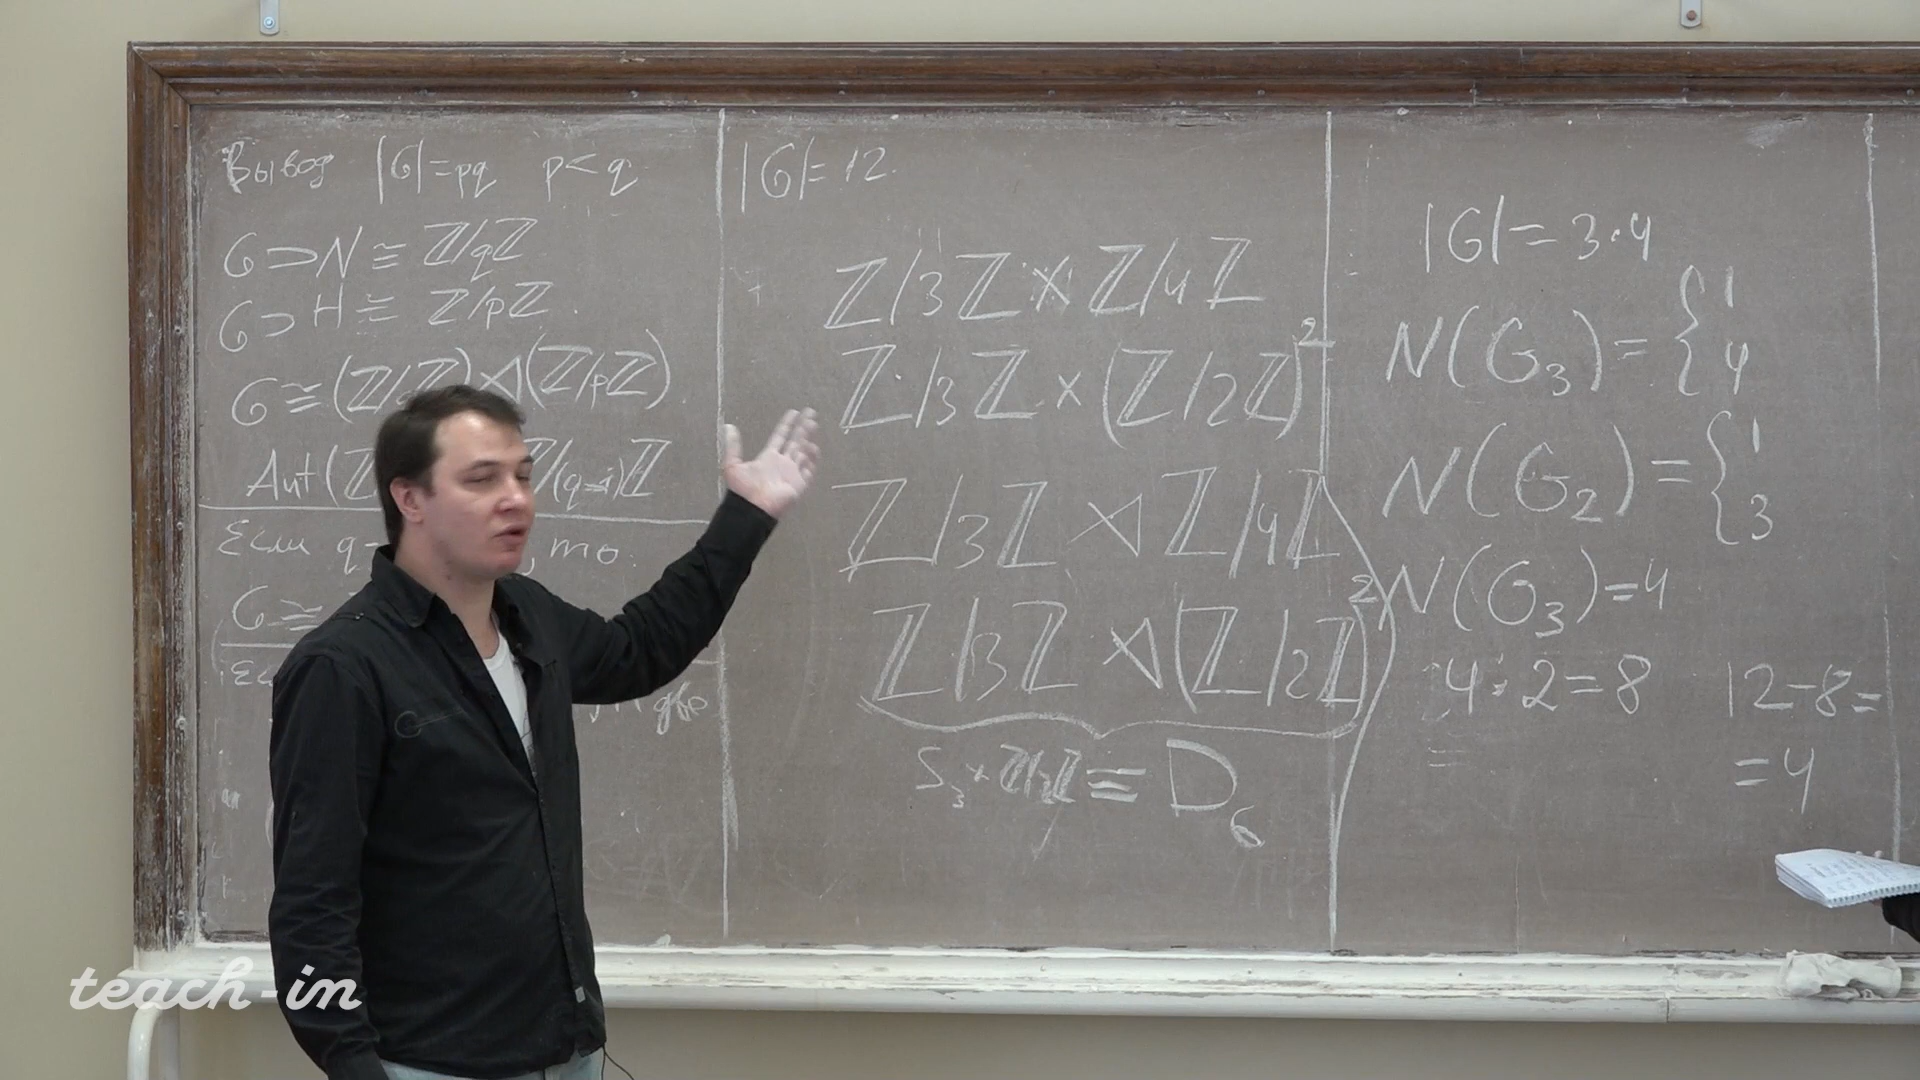 Вывод |G|=pq p<q
G⊃N≅ℤ/qℤ
G⊃H≅ℤ/pℤ.
G≅(ℤ/qℤ)⋊(ℤ/pℤ).
Aut(ℤ ℤ/(q-1)ℤ
Если q- , то
G≅
две
|G|=12.
ℤ/3ℤ×ℤ/4ℤ
ℤ/3ℤ×(ℤ/2ℤ)²
ℤ/3ℤ⋊ℤ/4ℤ
ℤ/3ℤ⋊(ℤ/2ℤ)²
S₃×ℤ/2ℤ≅D₆
|G|=3·4
N(G₃)={1 4
N(G₂)={1 3
N(G₃)=4
4·2=8 12-8=
=4
teach-in